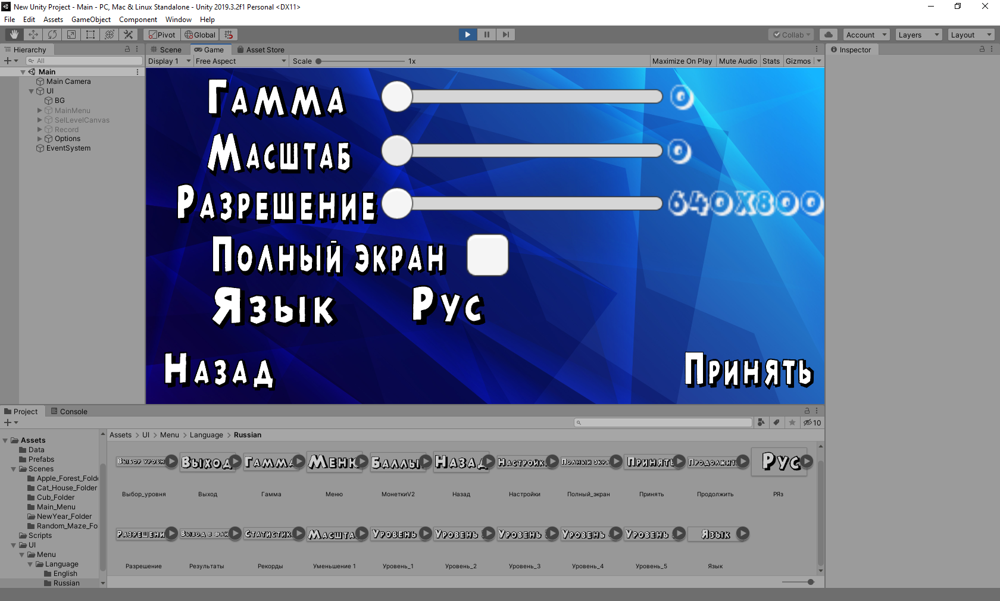 New Unity Project - Main - PC, Mac & Linux Standalone - Unity 2019.3.2f1 Personal <DX11>
File Edit Assets GameObject Component Window Help
Pivot Global Collab Account Layers Layout
Hierarchy Scene Game Asset Store Inspector
All Display 1 Free Aspect Scale 1x Maximize On Play Mute Audio Stats Gizmos
Main
Main Camera
UI
BG
MainMenu
SelLevelCanvas
Record
Options
EventSystem
Гамма 0
Масштаб 0
Разрешение 640X800
Полный экран
Язык Рус
Назад Принять
Project Console
10
Assets > UI > Menu > Language > Russian
Assets
Data
Prefabs
Scenes
Apple_Forest_Folde
Cat_House_Folder
Cub_Folder
Main_Menu
NewYear_Folder
Random_Maze_Fo
Scripts
UI
Menu
Language
English
Russian
Выбор уровн Выход Гамма Меню Баллы Назад Настройк Полный экра Принять Продолжит Рус
Выбор_уровня Выход Гамма Меню МонеткиV2 Назад Настройки Полный_экран Принять Продолжить РЯз
Разрешени Вывод в фай Статистик Масшта Уровень Уровень Уровень Уровень Уровень Язык
Разрешение Результаты Рекорды Уменьшение 1 Уровень_1 Уровень_2 Уровень_3 Уровень_4 Уровень_5 Язык